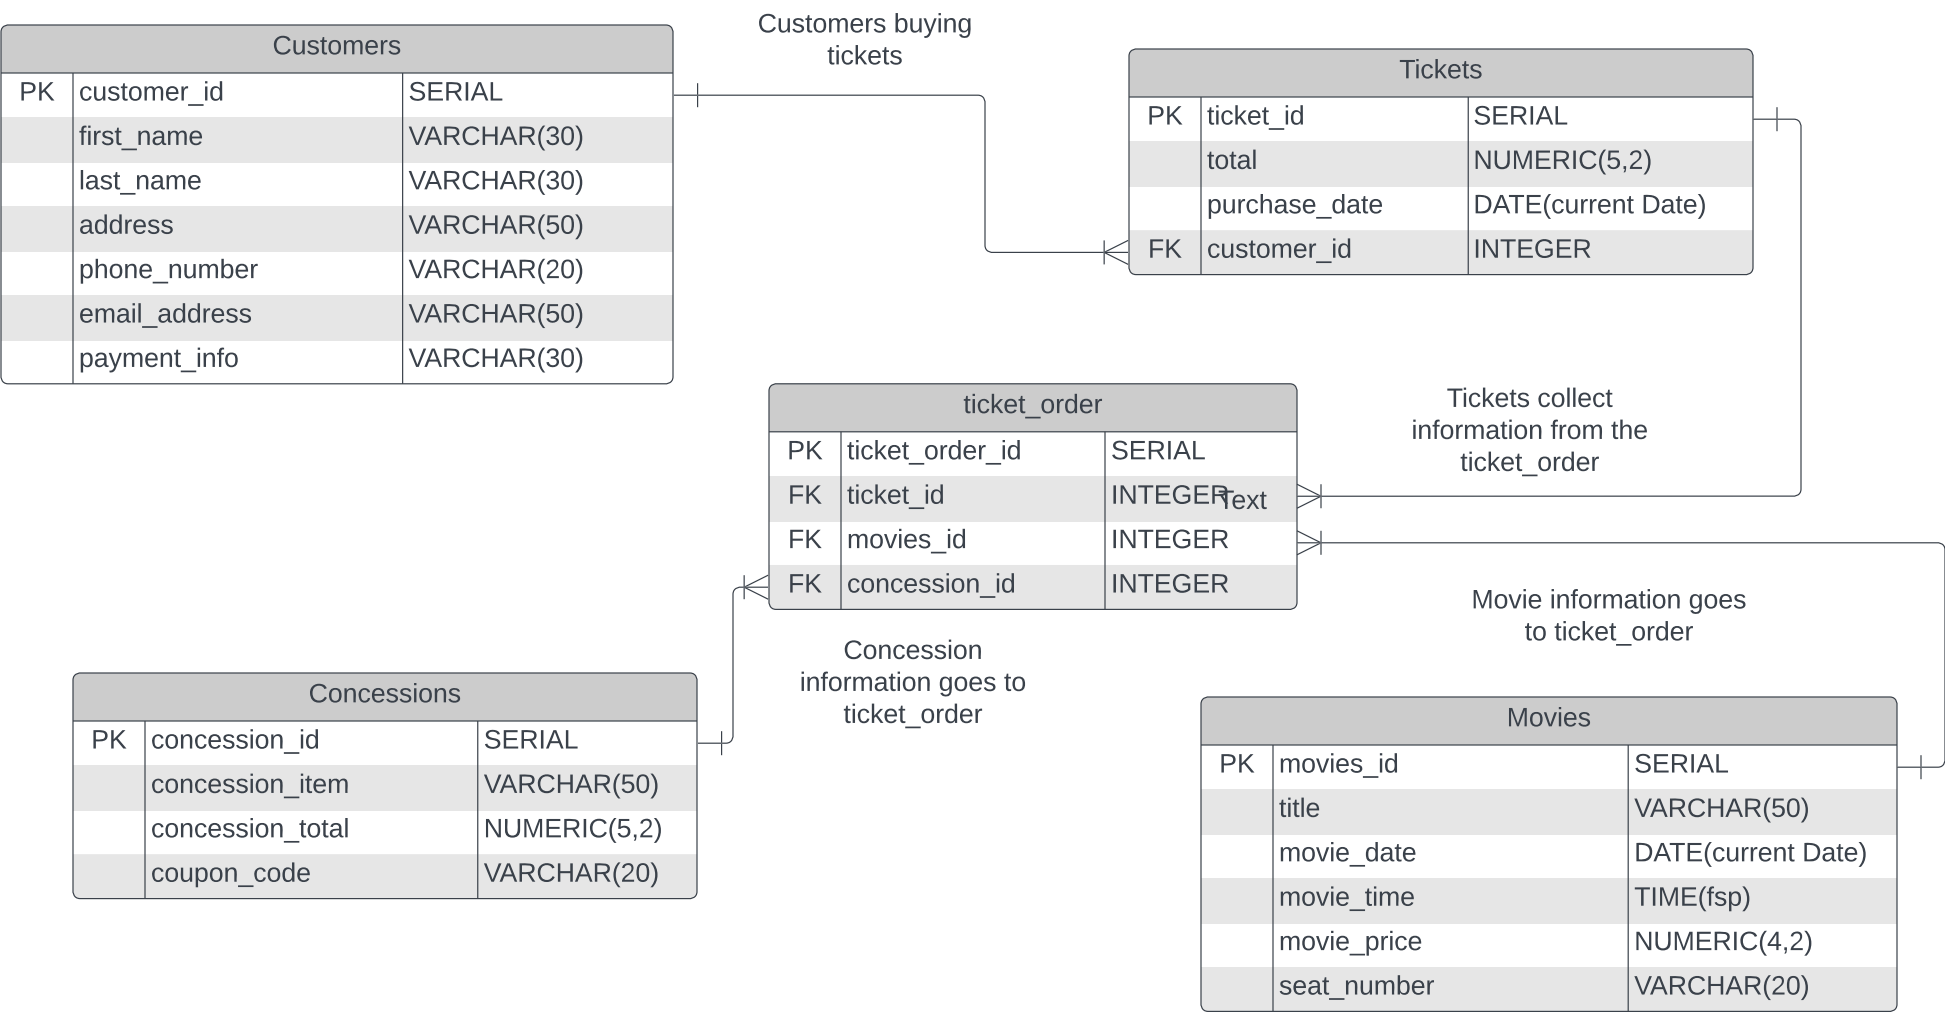 Customers
PK customer_id SERIAL
first_name VARCHAR(30)
last_name VARCHAR(30)
address VARCHAR(50)
phone_number VARCHAR(20)
email_address VARCHAR(50)
payment_info VARCHAR(30)
Customers buying
tickets
Tickets
PK ticket_id SERIAL
total NUMERIC(5,2)
purchase_date DATE(current Date)
FK customer_id INTEGER
ticket_order
PK ticket_order_id SERIAL
FK ticket_id INTEGER Text
FK movies_id INTEGER
FK concession_id INTEGER
Tickets collect
information from the
ticket_order
Movie information goes
to ticket_order
Concession
information goes to
ticket_order
Concessions
PK concession_id SERIAL
concession_item VARCHAR(50)
concession_total NUMERIC(5,2)
coupon_code VARCHAR(20)
Movies
PK movies_id SERIAL
title VARCHAR(50)
movie_date DATE(current Date)
movie_time TIME(fsp)
movie_price NUMERIC(4,2)
seat_number VARCHAR(20)